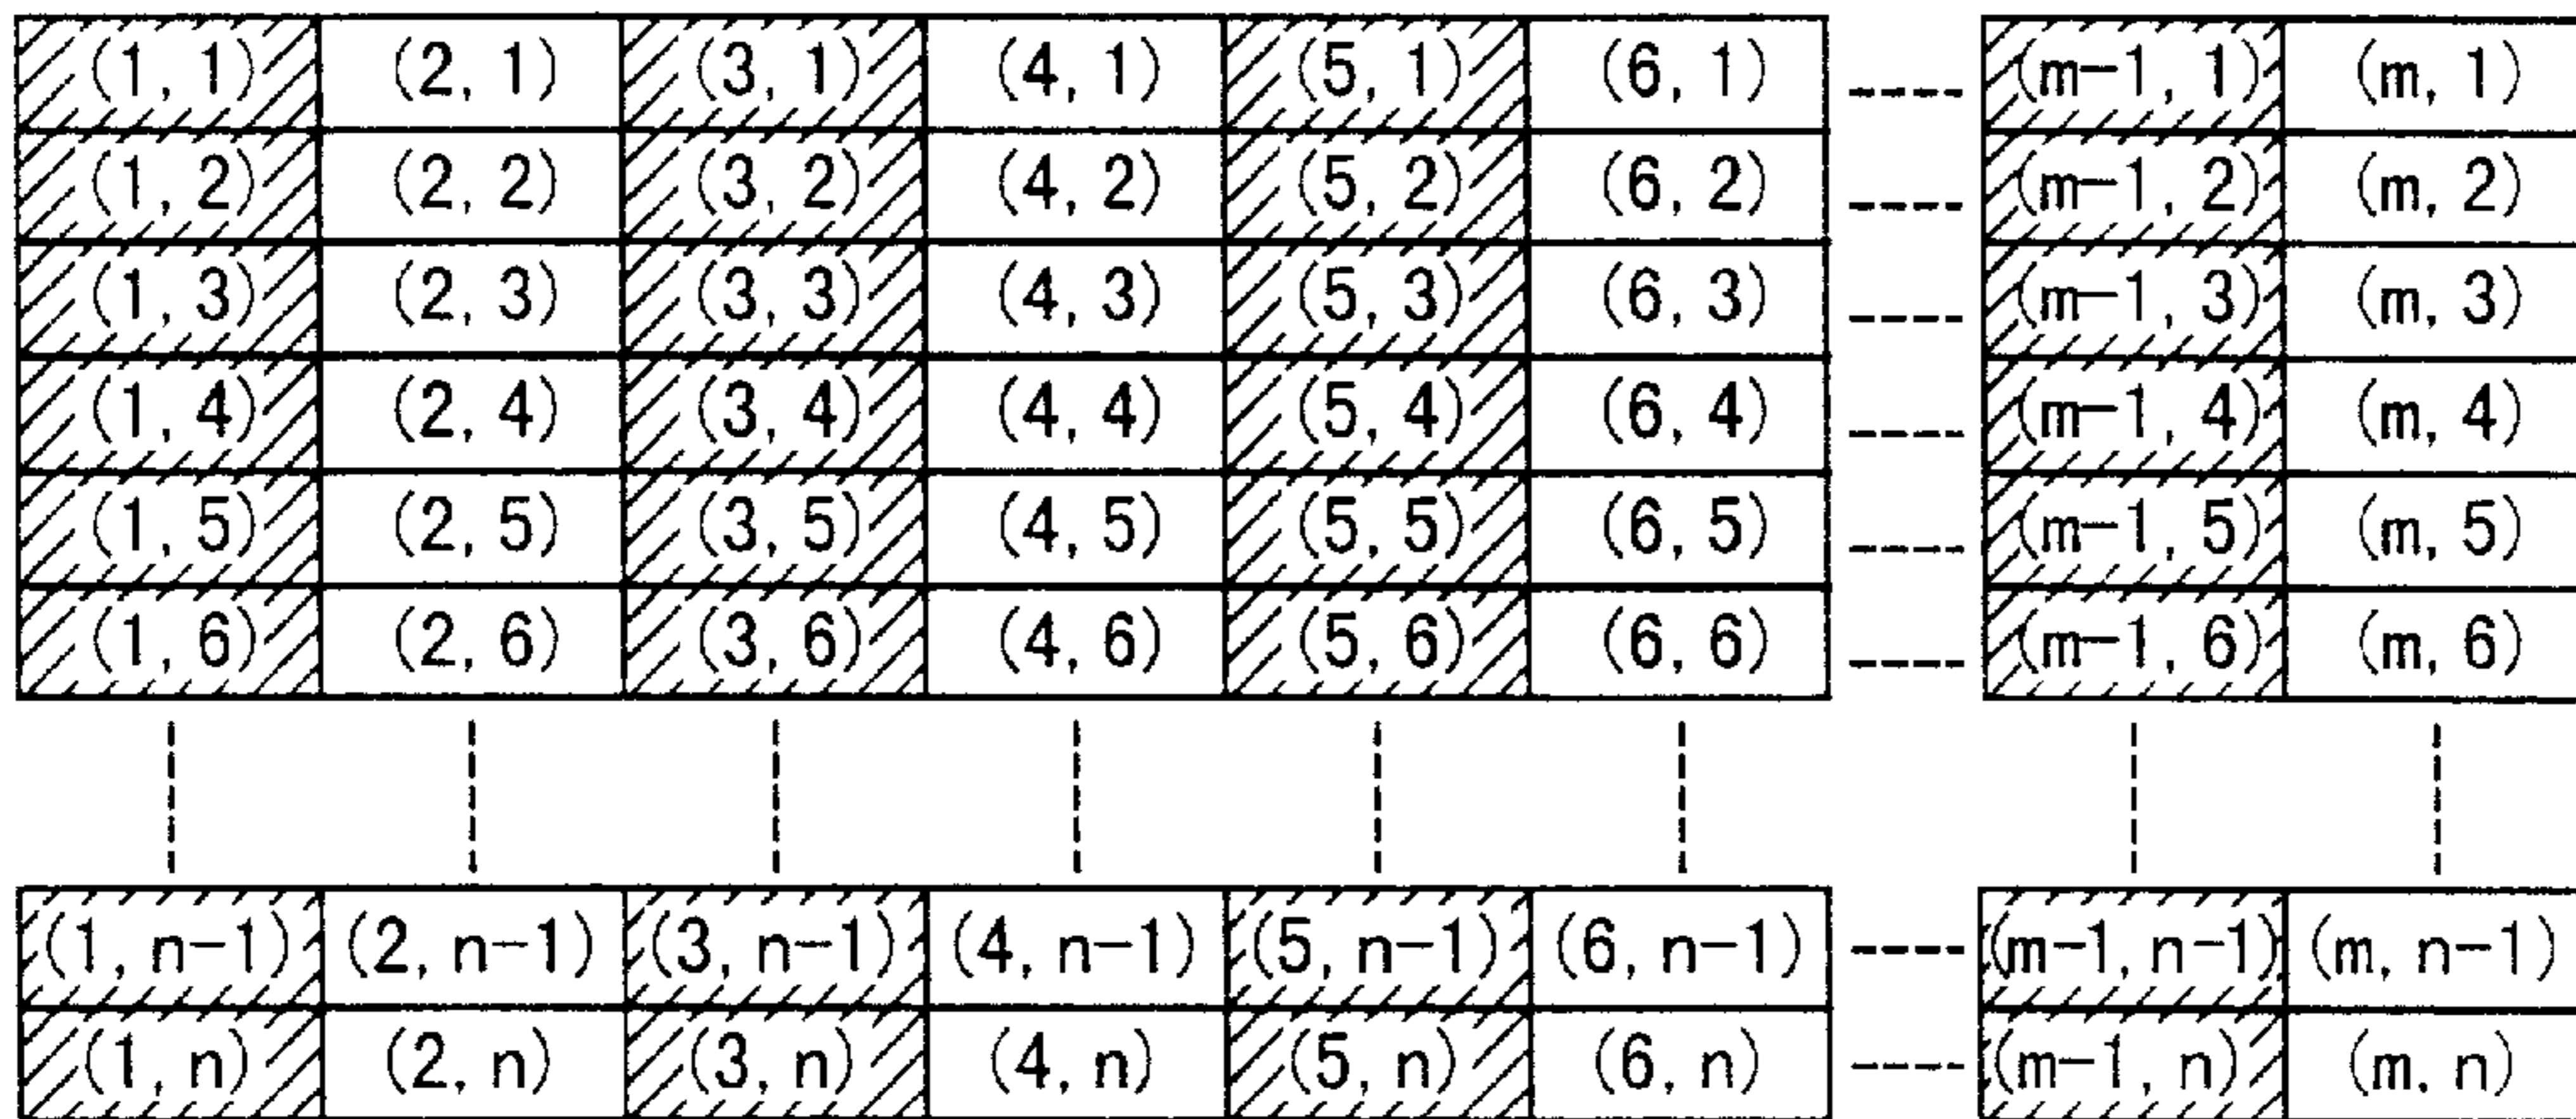 (1, 1) (2, 1) (3, 1) (4, 1) (5, 1) (6, 1) (m-1, 1) (m, 1)
(1, 2) (2, 2) (3, 2) (4, 2) (5, 2) (6, 2) (m-1, 2) (m, 2)
(1, 3) (2, 3) (3, 3) (4, 3) (5, 3) (6, 3) (m-1, 3) (m, 3)
(1, 4) (2, 4) (3, 4) (4, 4) (5, 4) (6, 4) (m-1, 4) (m, 4)
(1, 5) (2, 5) (3, 5) (4, 5) (5, 5) (6, 5) (m-1, 5) (m, 5)
(1, 6) (2, 6) (3, 6) (4, 6) (5, 6) (6, 6) (m-1, 6) (m, 6)
(1, n-1) (2, n-1) (3, n-1) (4, n-1) (5, n-1) (6, n-1) (m-1, n-1) (m, n-1)
(1, n) (2, n) (3, n) (4, n) (5, n) (6, n) (m-1, n) (m, n)